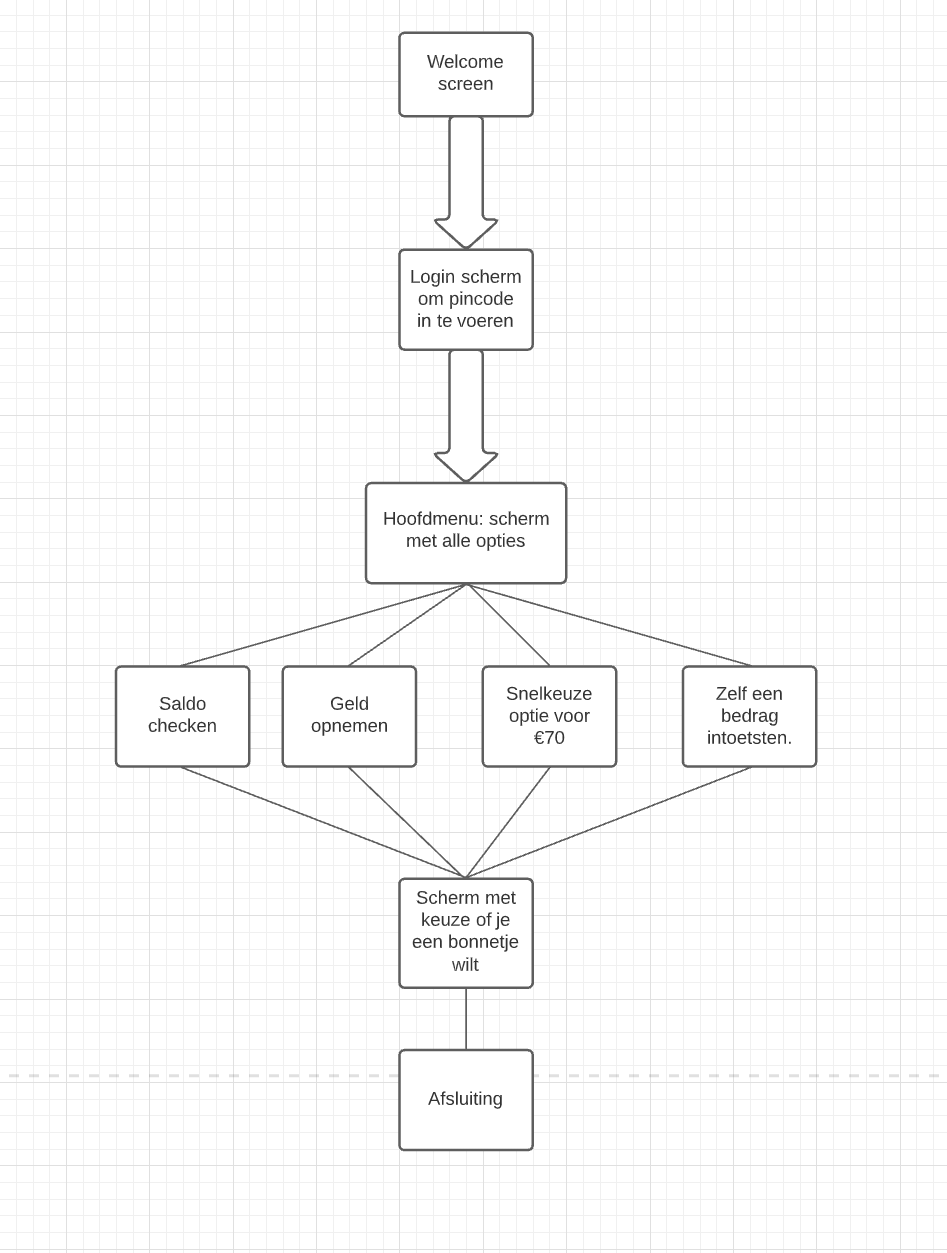 Welcome
screen
Login scherm
om pincode
in te voeren
Hoofdmenu: scherm
met alle opties
Saldo
checken
Geld
opnemen
Snelkeuze
optie voor
€70
Zelf een
bedrag
intoetsten.
Scherm met
keuze of je
een bonnetje
wilt
Afsluiting